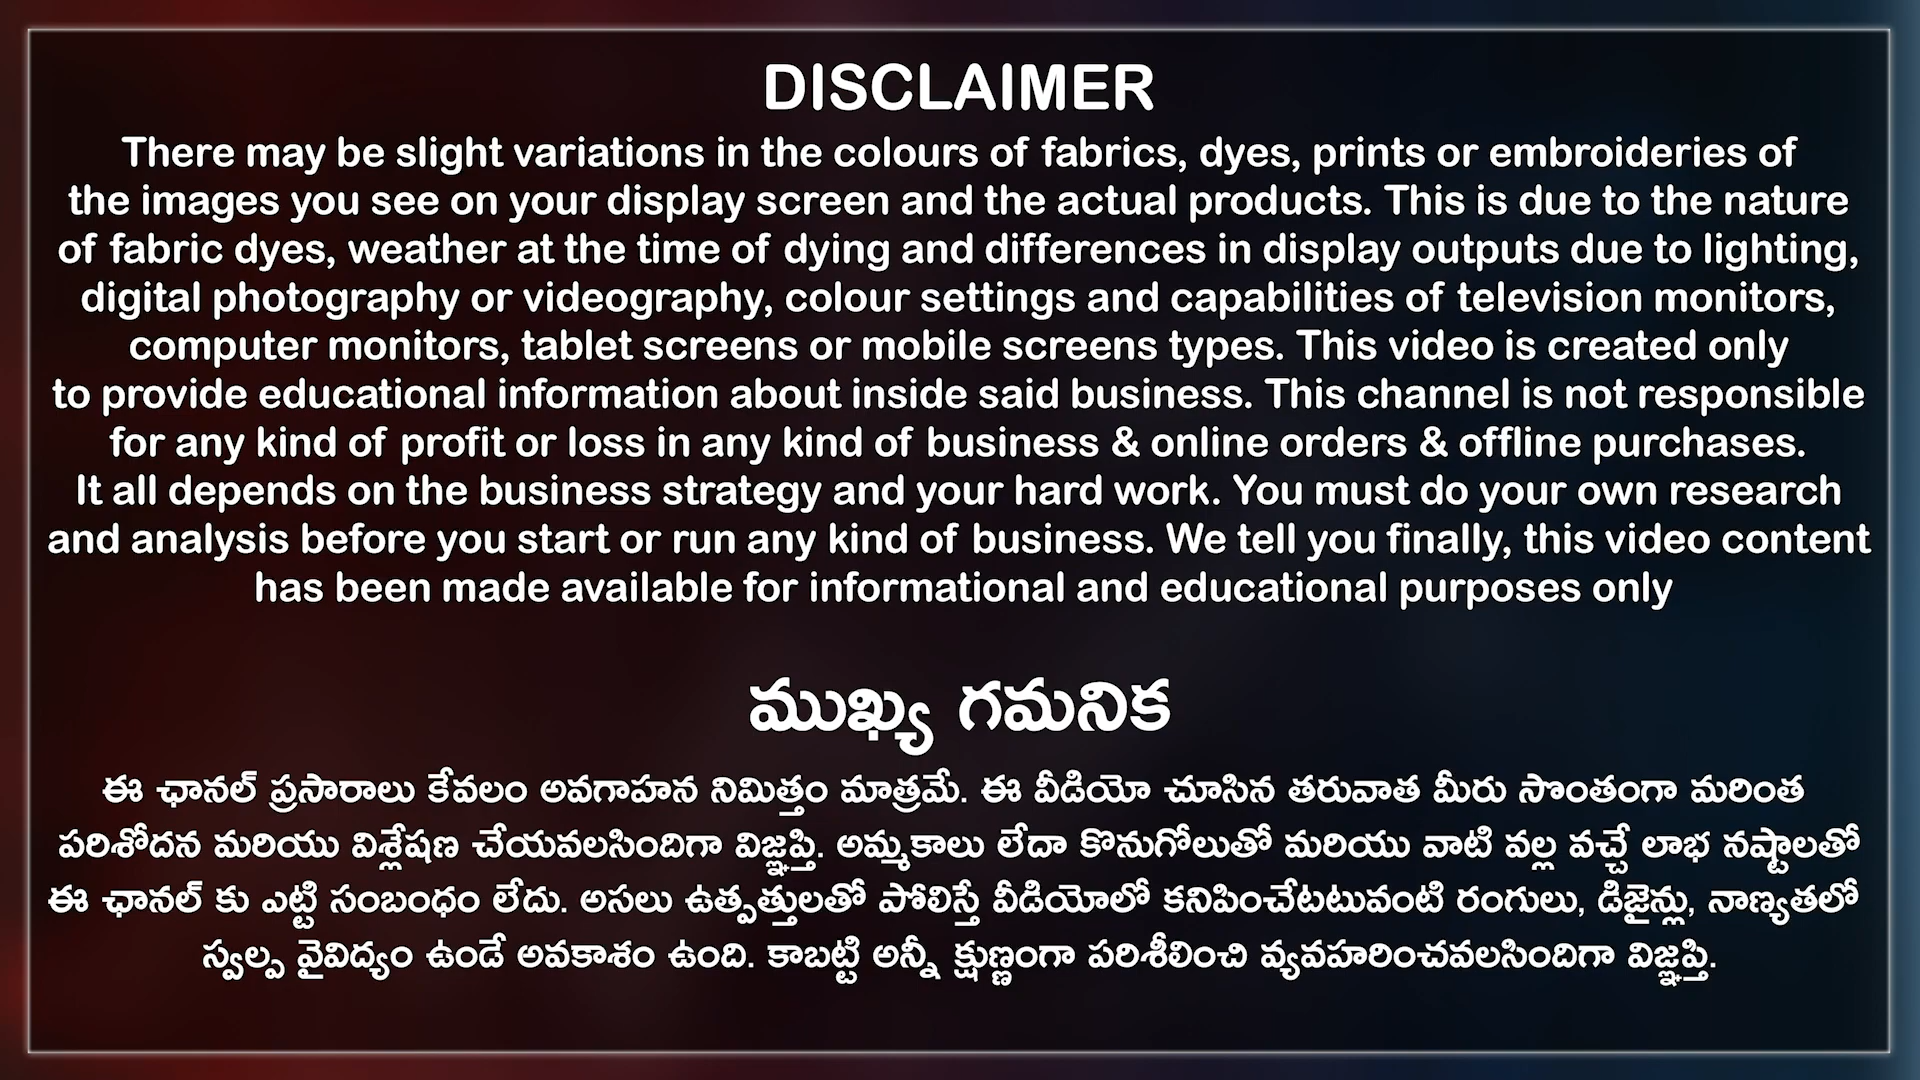 DISCLAIMER
There may be slight variations in the colours of fabrics, dyes, prints or embroideries of
the images you see on your display screen and the actual products. This is due to the nature
of fabric dyes, weather at the time of dying and differences in display outputs due to lighting,
digital photography or videography, colour settings and capabilities of television monitors,
computer monitors, tablet screens or mobile screens types. This video is created only
to provide educational information about inside said business. This channel is not responsible
for any kind of profit or loss in any kind of business & online orders & offline purchases.
It all depends on the business strategy and your hard work. You must do your own research
and analysis before you start or run any kind of business. We tell you finally, this video content
has been made available for informational and educational purposes only
ముఖ్య గమనిక
ఈ ఛానల్ ప్రసారాలు కేవలం అవగాహన నిమిత్తం మాత్రమే. ఈ వీడియో చూసిన తరువాత మీరు సొంతంగా మరింత
పరిశోదన మరియు విశ్లేషణ చేయవలసిందిగా విజ్ఞప్తి. అమ్మకాలు లేదా కొనుగోలుతో మరియు వాటి వల్ల వచ్చే లాభ నష్టాలతో
ఈ ఛానల్ కు ఎట్టి సంబంధం లేదు. అసలు ఉత్పత్తులతో పోలిస్తే వీడియోలో కనిపించేటటువంటి రంగులు, డిజైన్లు, నాణ్యతలో
స్వల్ప వైవిద్యం ఉండే అవకాశం ఉంది. కాబట్టి అన్నీ క్షుణ్ణంగా పరిశీలించి వ్యవహరించవలసిందిగా విజ్ఞప్తి.